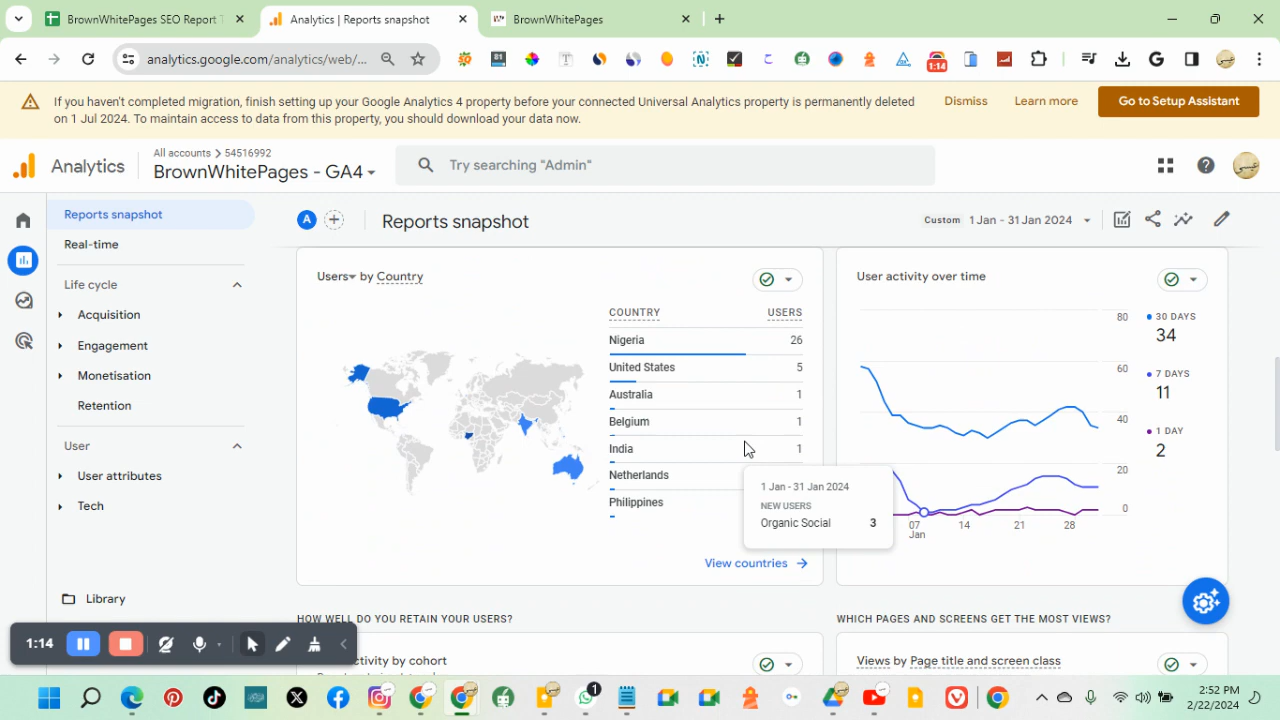 BrownWhitePages SEO Report T
Analytics | Reports snapshot
BrownWhitePages
analytics.google.com/analytics/web/...
1:14
If you haven't completed migration, finish setting up your Google Analytics 4 property before your connected Universal Analytics property is permanently deleted
on 1 Jul 2024. To maintain access to data from this property, you should download your data now.
Dismiss
Learn more
Go to Setup Assistant
Analytics
All accounts > 54516992
BrownWhitePages - GA4
Try searching "Admin"
Reports snapshot
Real-time
Life cycle
Acquisition
Engagement
Monetisation
Retention
User
User attributes
Tech
Library
A
Reports snapshot
Custom 1 Jan - 31 Jan 2024
Users by Country
COUNTRY USERS
Nigeria 26
United States 5
Australia 1
Belgium 1
India 1
Netherlands
Philippines
View countries
1 Jan - 31 Jan 2024
NEW USERS
Organic Social 3
User activity over time
80
60
40
20
0
07
Jan
14
21
28
30 DAYS
34
7 DAYS
11
1 DAY
2
HOW WELL DO YOU RETAIN YOUR USERS?
WHICH PAGES AND SCREENS GET THE MOST VIEWS?
1:14
ctivity by cohort
Views by Page title and screen class
1
2:52 PM
2/22/2024